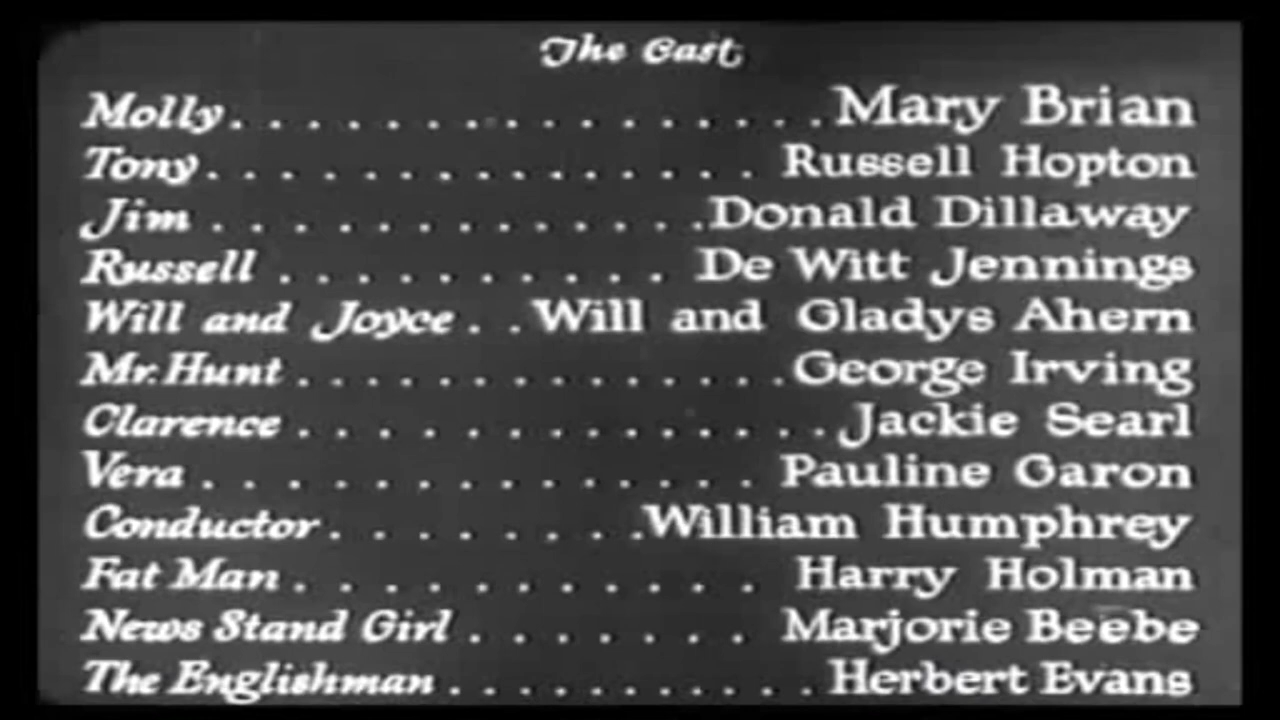 The Cast
Molly. . . . . . . . . . . . . . . . Mary Brian
Tony. . . . . . . . . . . . . . . . Russell Hopton
Jim . . . . . . . . . . . . . . Donald Dillaway
Russell . . . . . . . . . . . De Witt Jennings
Will and Joyce. . Will and Gladys Ahern
Mr. Hunt . . . . . . . . . . . . . . George Irving
Clarence . . . . . . . . . . . . . . . Jackie Searl
Vera . . . . . . . . . . . . . . . . Pauline Garon
Conductor. . . . . . . . . William Humphrey
Fat Man. . . . . . . . . . . . . Harry Holman
News Stand Girl . . . . . . . . Marjorie Beebe
The Englishman . . . . . . . . . . . Herbert Evans